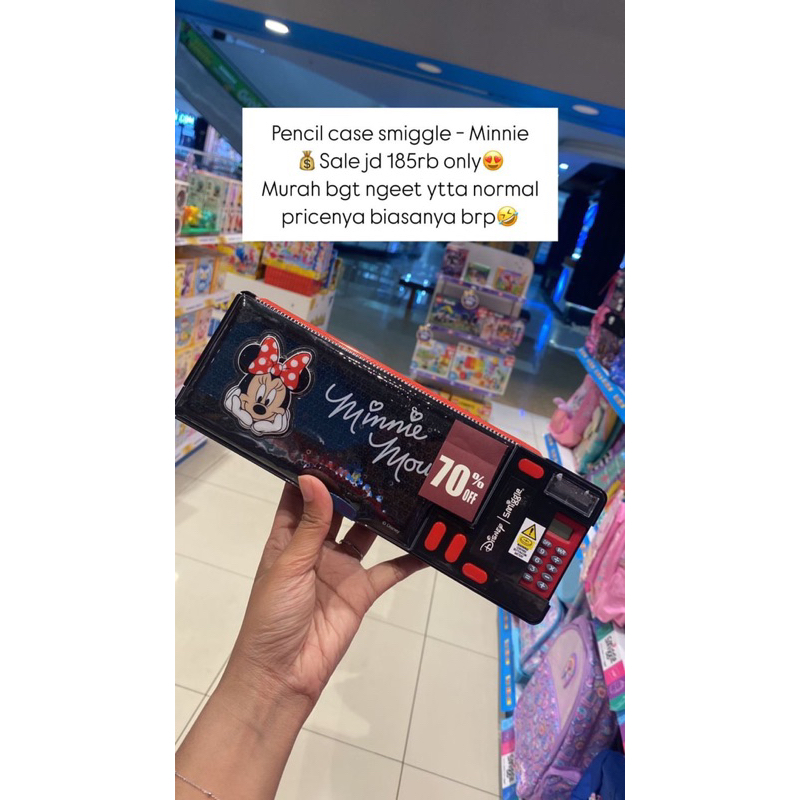 Pencil case smiggle - Minnie
💰Sale jd 185rb only😍
Murah bgt ngeet ytta normal
pricenya biasanya brp🤣
Minnie
Mou
70% OFF
Disney | smiggle